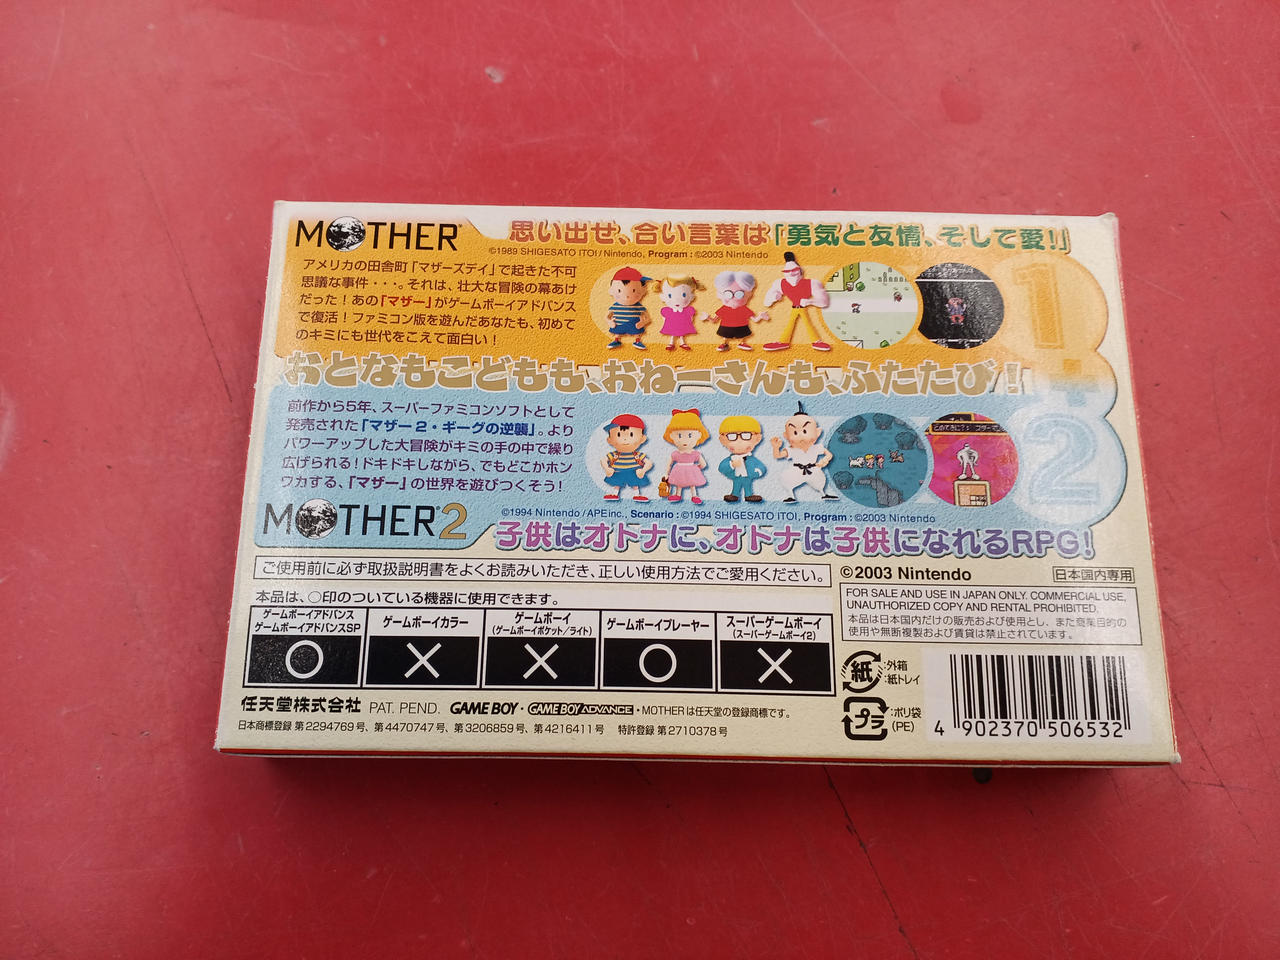 MOTHER
思い出せ、合い言葉は「勇気と友情、そして愛!」
©1989 SHIGESATO ITOI/Nintendo, Program : ©2003 Nintendo
アメリカの田舎町「マザーズデイ」で起きた不可
思議な事件・・・。それは、壮大な冒険の幕あけ
だった!あの「マザー」がゲームボーイアドバンス
で復活!ファミコン版を遊んだあなたも、初めて
のキミにも世代をこえて面白い!
1+2
おとなもこどもも、おねーさんも、ふたたび!
前作から5年、スーパーファミコンソフトとして
発売された「マザー2・ギーグの逆襲」。より
パワーアップした大冒険がキミの手の中で繰り
広げられる!ドキドキしながら、でもどこかホン
ワカする、「マザー」の世界を遊びつくそう!
MOTHER2
©1994 Nintendo/APE inc., Scenario : ©1994 SHIGESATO ITOI, Program : ©2003 Nintendo
子供はオトナに、オトナは子供になれるRPG!
ご使用前に必ず取扱説明書をよくお読みいただき、正しい使用方法でご愛用ください。
本品は、○印のついている機器に使用できます。
ゲームボーイアドバンス
ゲームボーイアドバンスSP
ゲームボーイカラー
ゲームボーイ
(ゲームボーイポケット/ライト)
ゲームボーイプレーヤー
スーパーゲームボーイ
(スーパーゲームボーイ2)
○ × × ○ ×
任天堂株式会社 PAT. PEND. GAME BOY・GAME BOY ADVANCE・MOTHERは任天堂の登録商標です。
日本商標登録 第2294769号、第4470747号、第3206859号、第4216411号 特許登録 第2710378号
©2003 Nintendo
日本国内専用
FOR SALE AND USE IN JAPAN ONLY. COMMERCIAL USE,
UNAUTHORIZED COPY AND RENTAL PROHIBITED.
本品は日本国内だけの販売および使用とし、また商業目的の
使用や無断複製および賃貸は禁止されています。
紙
:外箱
:紙トレイ
プラ
:ポリ袋
(PE)
4 902370 506532